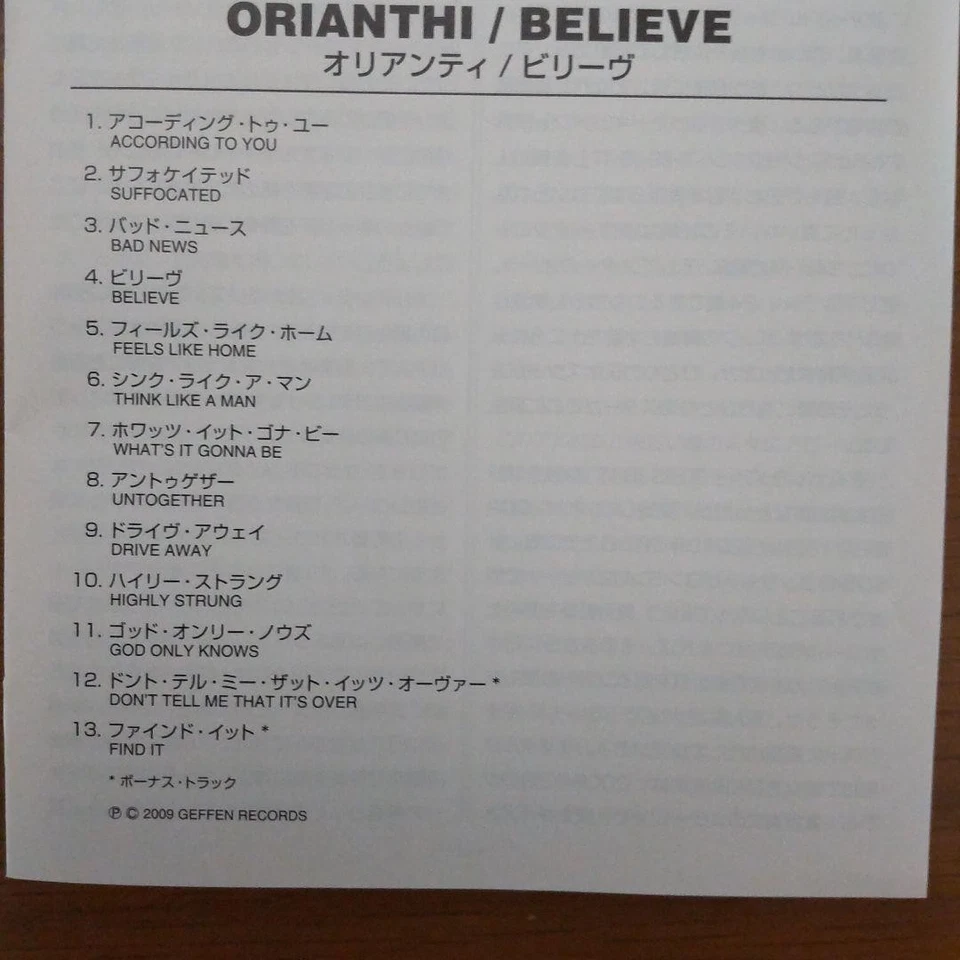 ORIANTHI / BELIEVE
オリアンティ / ビリーヴ
1. アコーディング・トゥ・ユー
ACCORDING TO YOU
2. サフォケイテッド
SUFFOCATED
3. バッド・ニュース
BAD NEWS
4. ビリーヴ
BELIEVE
5. フィールズ・ライク・ホーム
FEELS LIKE HOME
6. シンク・ライク・ア・マン
THINK LIKE A MAN
7. ホワッツ・イット・ゴナ・ビー
WHAT'S IT GONNA BE
8. アントゥゲザー
UNTOGETHER
9. ドライヴ・アウェイ
DRIVE AWAY
10. ハイリー・ストラング
HIGHLY STRUNG
11. ゴッド・オンリー・ノウズ
GOD ONLY KNOWS
12. ドント・テル・ミー・ザット・イッツ・オーヴァー *
DON'T TELL ME THAT IT'S OVER
13. ファインド・イット *
FIND IT
* ボーナス・トラック
℗ © 2009 GEFFEN RECORDS